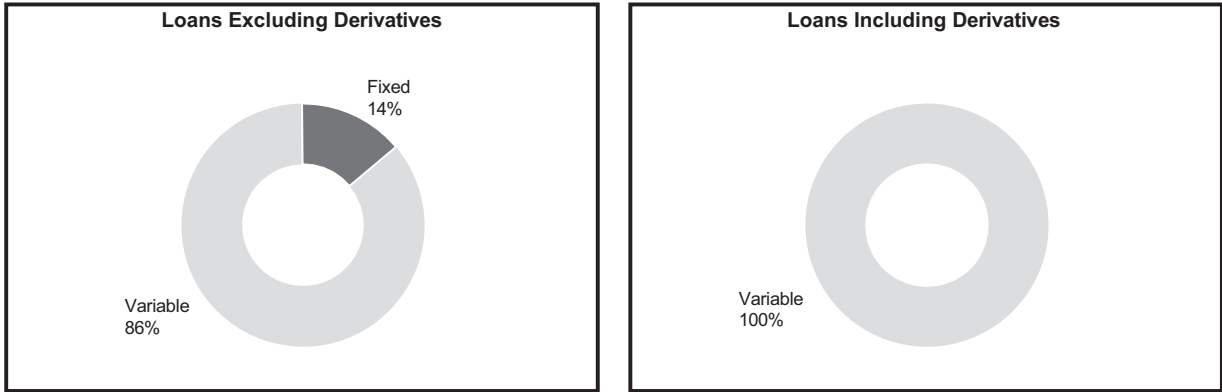 Loans Excluding Derivatives
Fixed
14%
Variable
86%
Loans Including Derivatives
Variable
100%